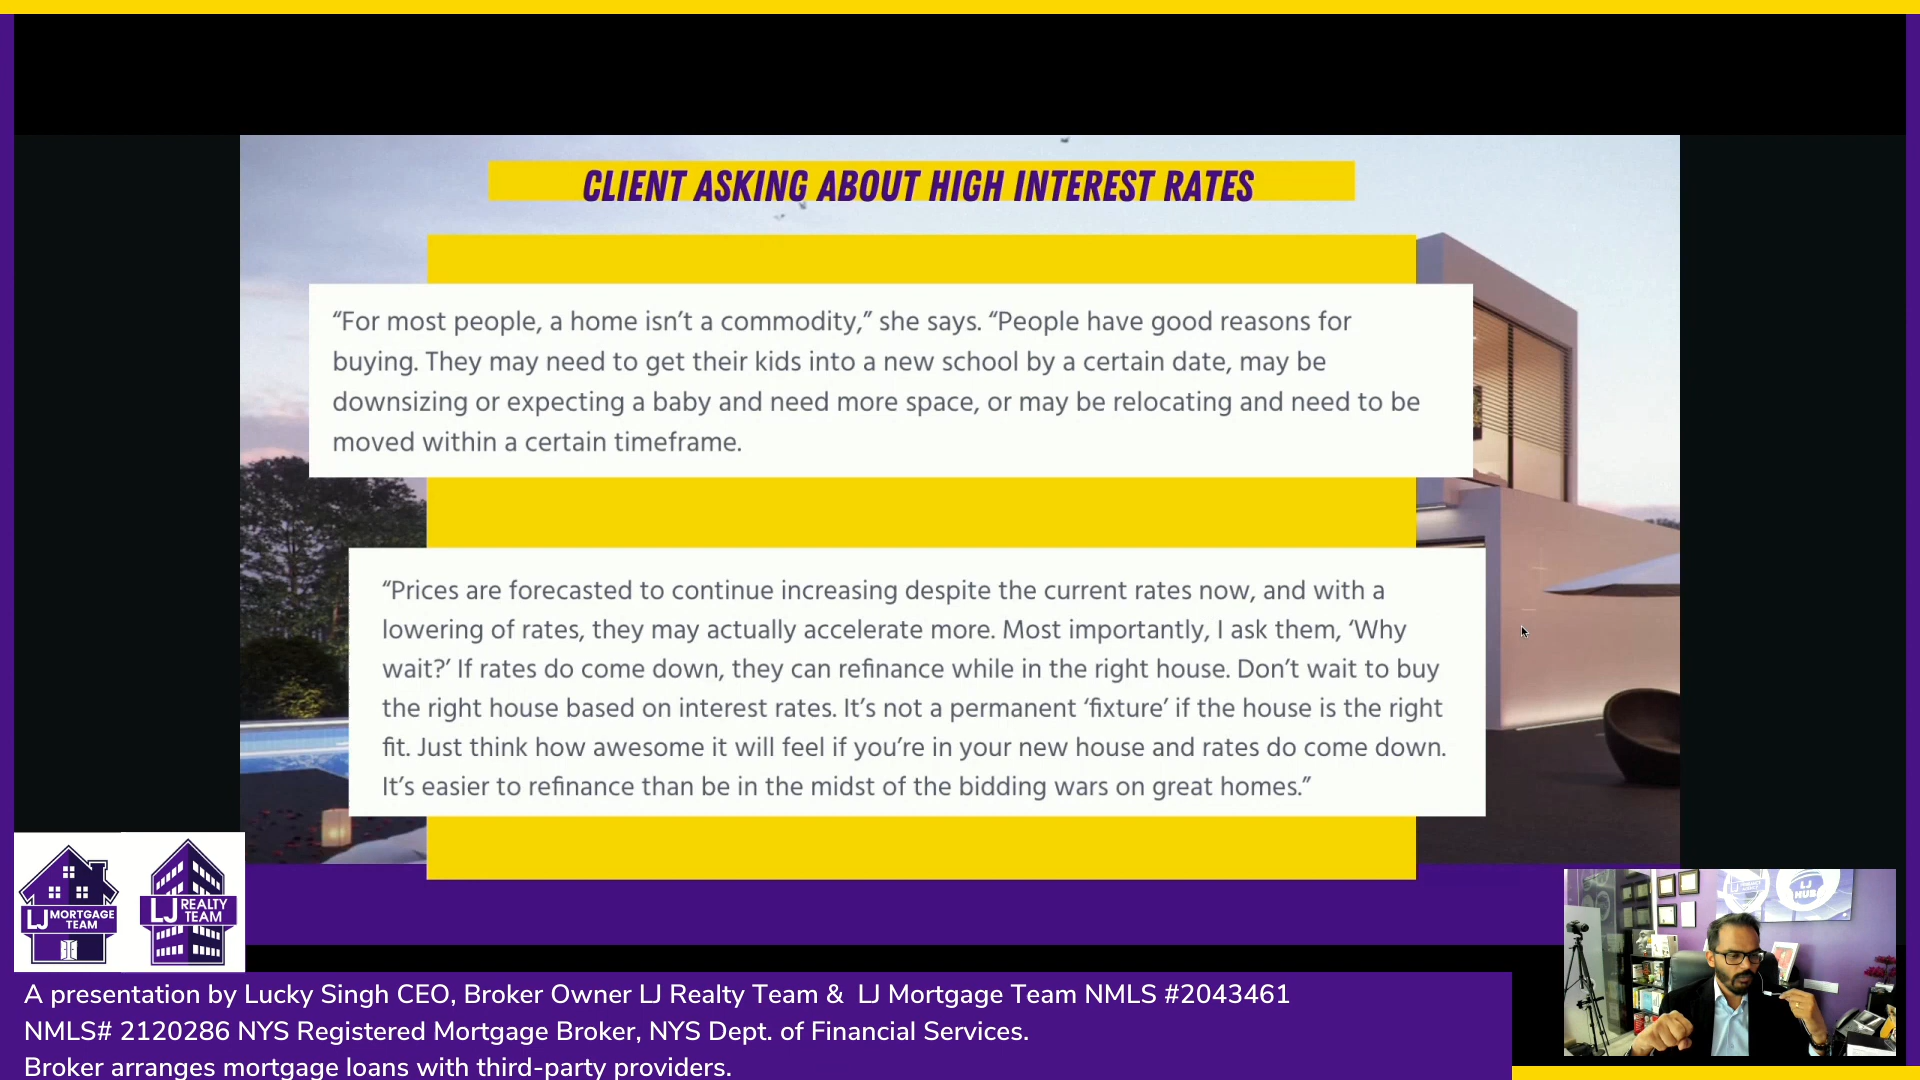 CLIENT ASKING ABOUT HIGH INTEREST RATES
“For most people, a home isn’t a commodity,” she says. “People have good reasons for
buying. They may need to get their kids into a new school by a certain date, may be
downsizing or expecting a baby and need more space, or may be relocating and need to be
moved within a certain timeframe.
“Prices are forecasted to continue increasing despite the current rates now, and with a
lowering of rates, they may actually accelerate more. Most importantly, I ask them, ‘Why
wait?’ If rates do come down, they can refinance while in the right house. Don’t wait to buy
the right house based on interest rates. It’s not a permanent ‘fixture’ if the house is the right
fit. Just think how awesome it will feel if you’re in your new house and rates do come down.
It’s easier to refinance than be in the midst of the bidding wars on great homes.”
LJ MORTGAGE
TEAM
LJ REALTY
TEAM
LJ
HUB
A presentation by Lucky Singh CEO, Broker Owner LJ Realty Team & LJ Mortgage Team NMLS #2043461
NMLS# 2120286 NYS Registered Mortgage Broker, NYS Dept. of Financial Services.
Broker arranges mortgage loans with third-party providers.